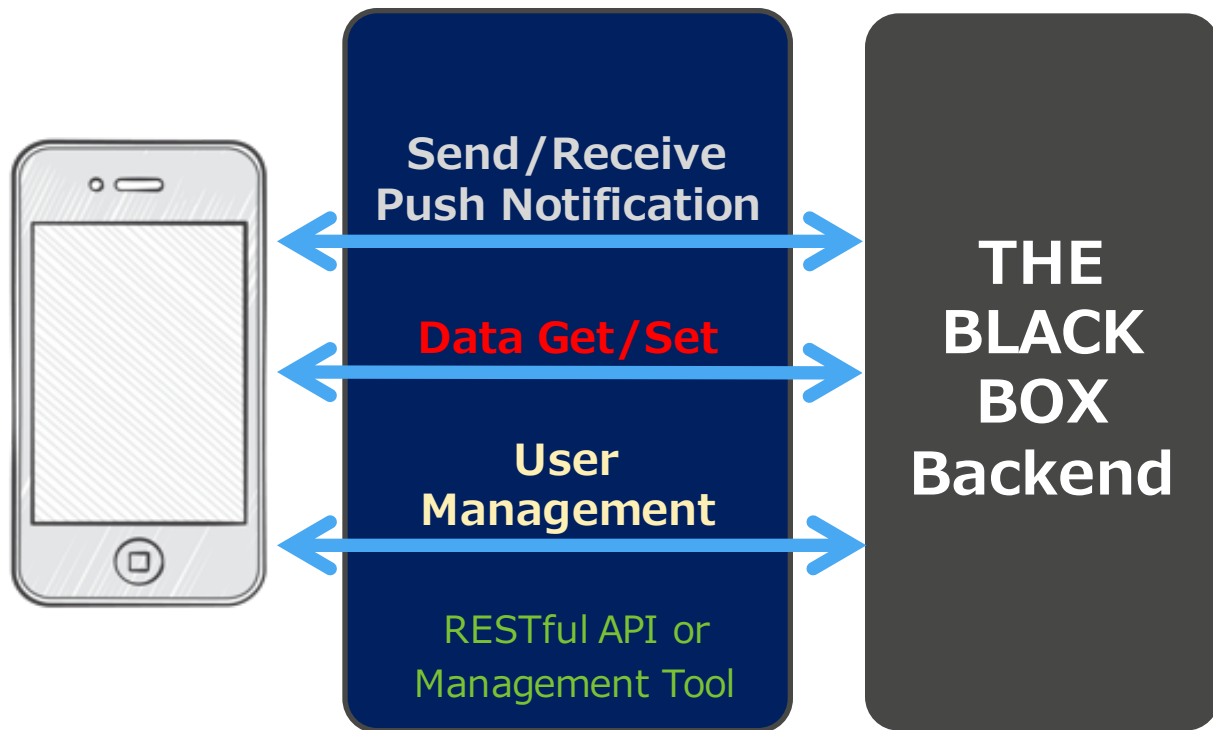 Send/Receive
Push Notification
Data Get/Set
User
Management
RESTful API or
Management Tool
THE
BLACK
BOX
Backend